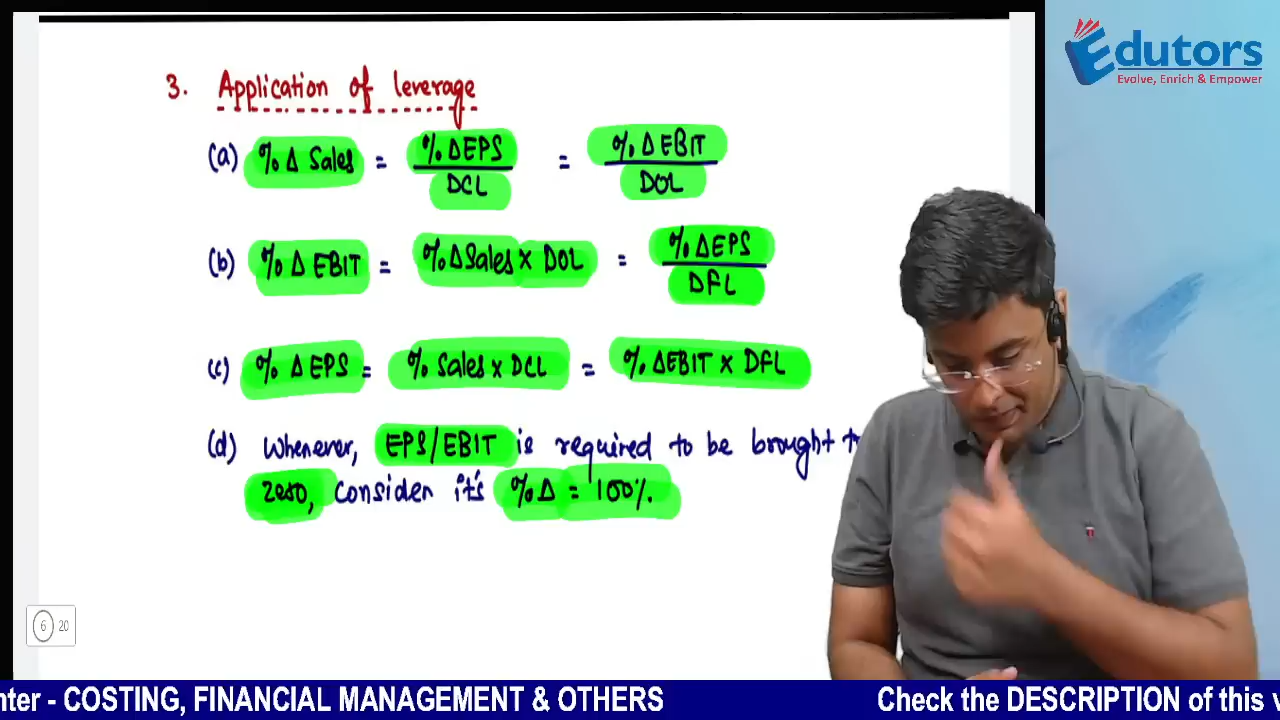 Edutors
Evolve, Enrich & Empower
3. Application of leverage
(a) %Δ Sales = %ΔEPS / DCL = %ΔEBIT / DOL
(b) %Δ EBIT = %ΔSales x DOL = %ΔEPS / DFL
(c) %Δ EPS = % Sales x DCL = %ΔEBIT x DFL
(d) Whenever, EPS/EBIT is required to be brought
zero, Consider it's %Δ = 100%.
6 20
nter - COSTING, FINANCIAL MANAGEMENT & OTHERS
Check the DESCRIPTION of this v